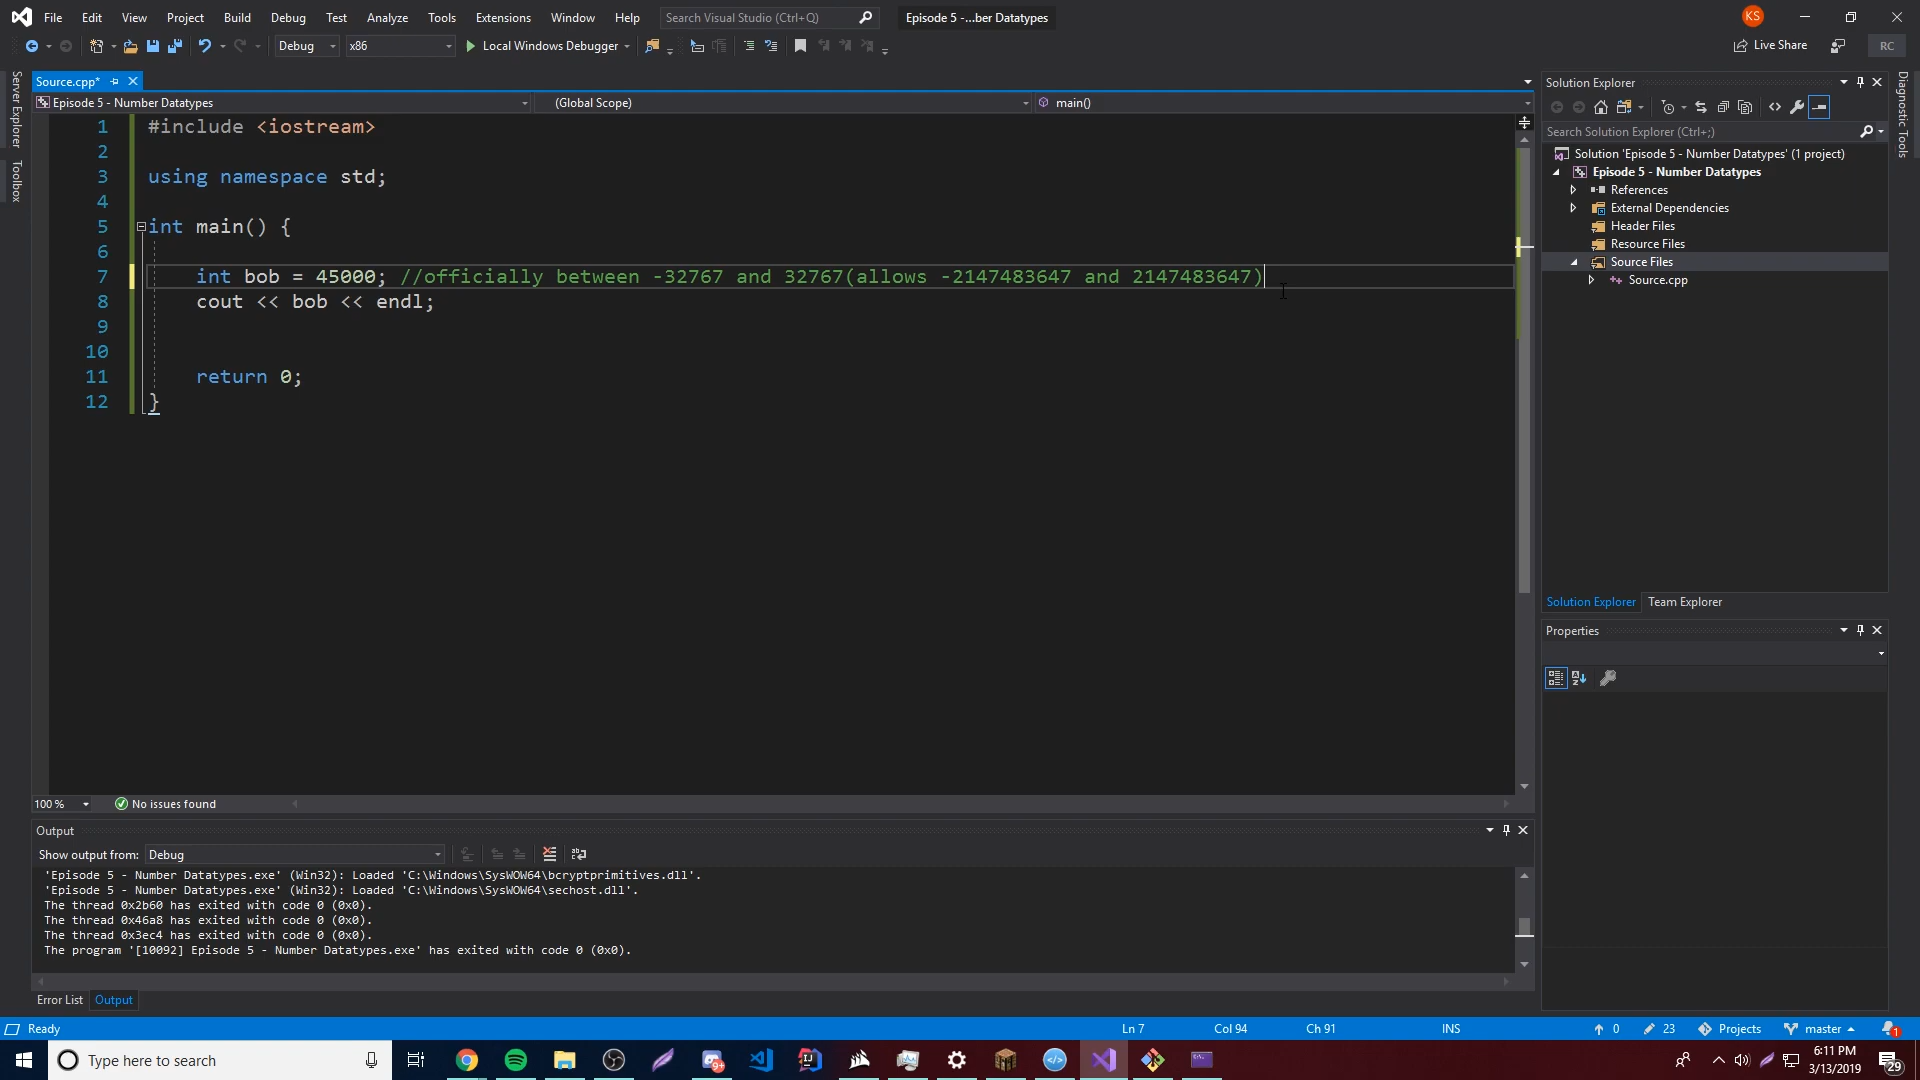 File Edit View Project Build Debug Test Analyze Tools Extensions Window Help Search Visual Studio (Ctrl+Q) Episode 5 -...ber Datatypes KS
Debug x86 Local Windows Debugger Live Share RC
Server Explorer
Toolbox
Source.cpp*
Episode 5 - Number Datatypes (Global Scope) main()
1 #include <iostream>
2
3 using namespace std;
4
5 int main() {
6
7 int bob = 45000; //officially between -32767 and 32767(allows -2147483647 and 2147483647)
8 cout << bob << endl;
9
10
11 return 0;
12 }
100 % No issues found
Output
Show output from: Debug
'Episode 5 - Number Datatypes.exe' (Win32): Loaded 'C:\Windows\SysWOW64\bcryptprimitives.dll'.
'Episode 5 - Number Datatypes.exe' (Win32): Loaded 'C:\Windows\SysWOW64\sechost.dll'.
The thread 0x2b60 has exited with code 0 (0x0).
The thread 0x46a8 has exited with code 0 (0x0).
The thread 0x3ec4 has exited with code 0 (0x0).
The program '[10092] Episode 5 - Number Datatypes.exe' has exited with code 0 (0x0).
Error List Output
Solution Explorer
Search Solution Explorer (Ctrl+;)
Solution 'Episode 5 - Number Datatypes' (1 project)
Episode 5 - Number Datatypes
References
External Dependencies
Header Files
Resource Files
Source Files
Source.cpp
Solution Explorer Team Explorer
Properties
Diagnostic Tools
Ready Ln 7 Col 94 Ch 91 INS 0 23 Projects master 1
Type here to search 9+ 6:11 PM
3/13/2019 29